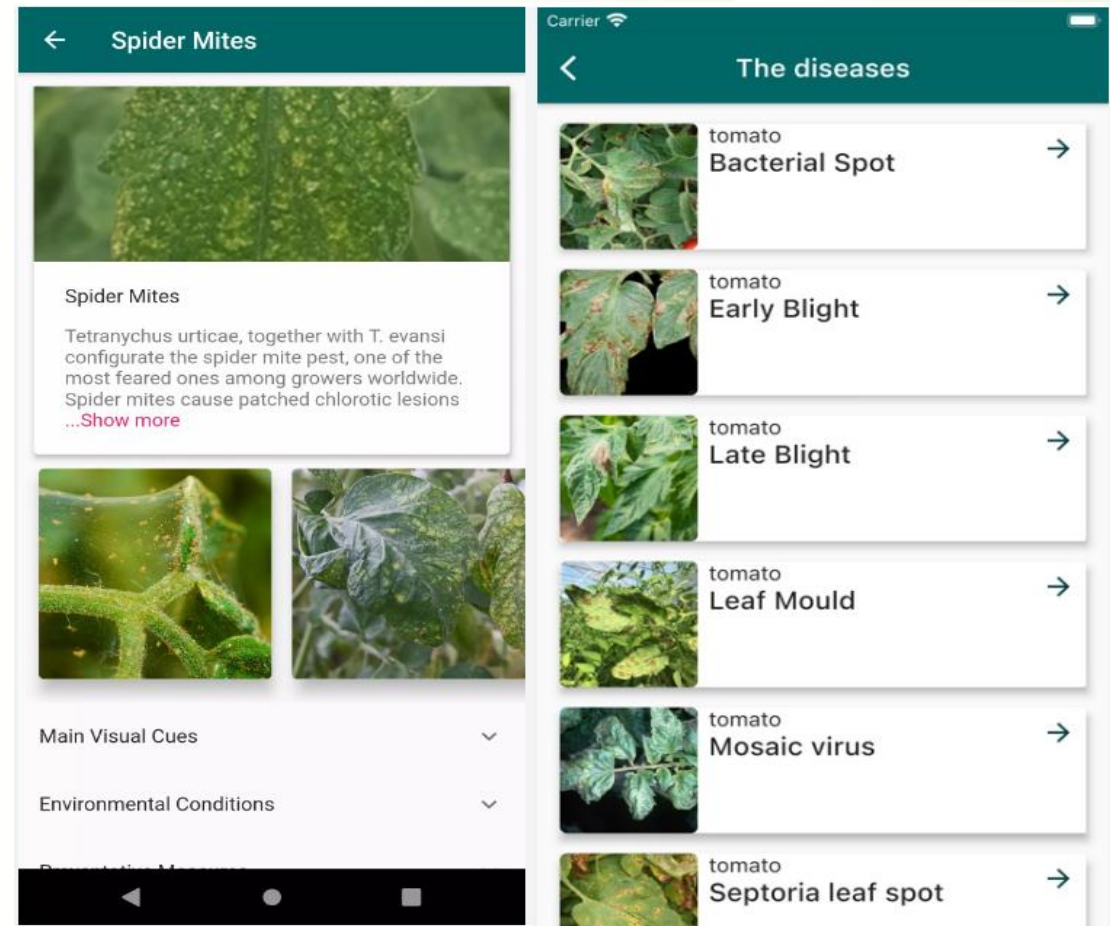 Spider Mites
Spider Mites
Tetranychus urticae, together with T. evansi
configurate the spider mite pest, one of the
most feared ones among growers worldwide.
Spider mites cause patched chlorotic lesions
...Show more
Main Visual Cues
Environmental Conditions
Carrier
The diseases
tomato
Bacterial Spot
tomato
Early Blight
tomato
Late Blight
tomato
Leaf Mould
tomato
Mosaic virus
tomato
Septoria leaf spot